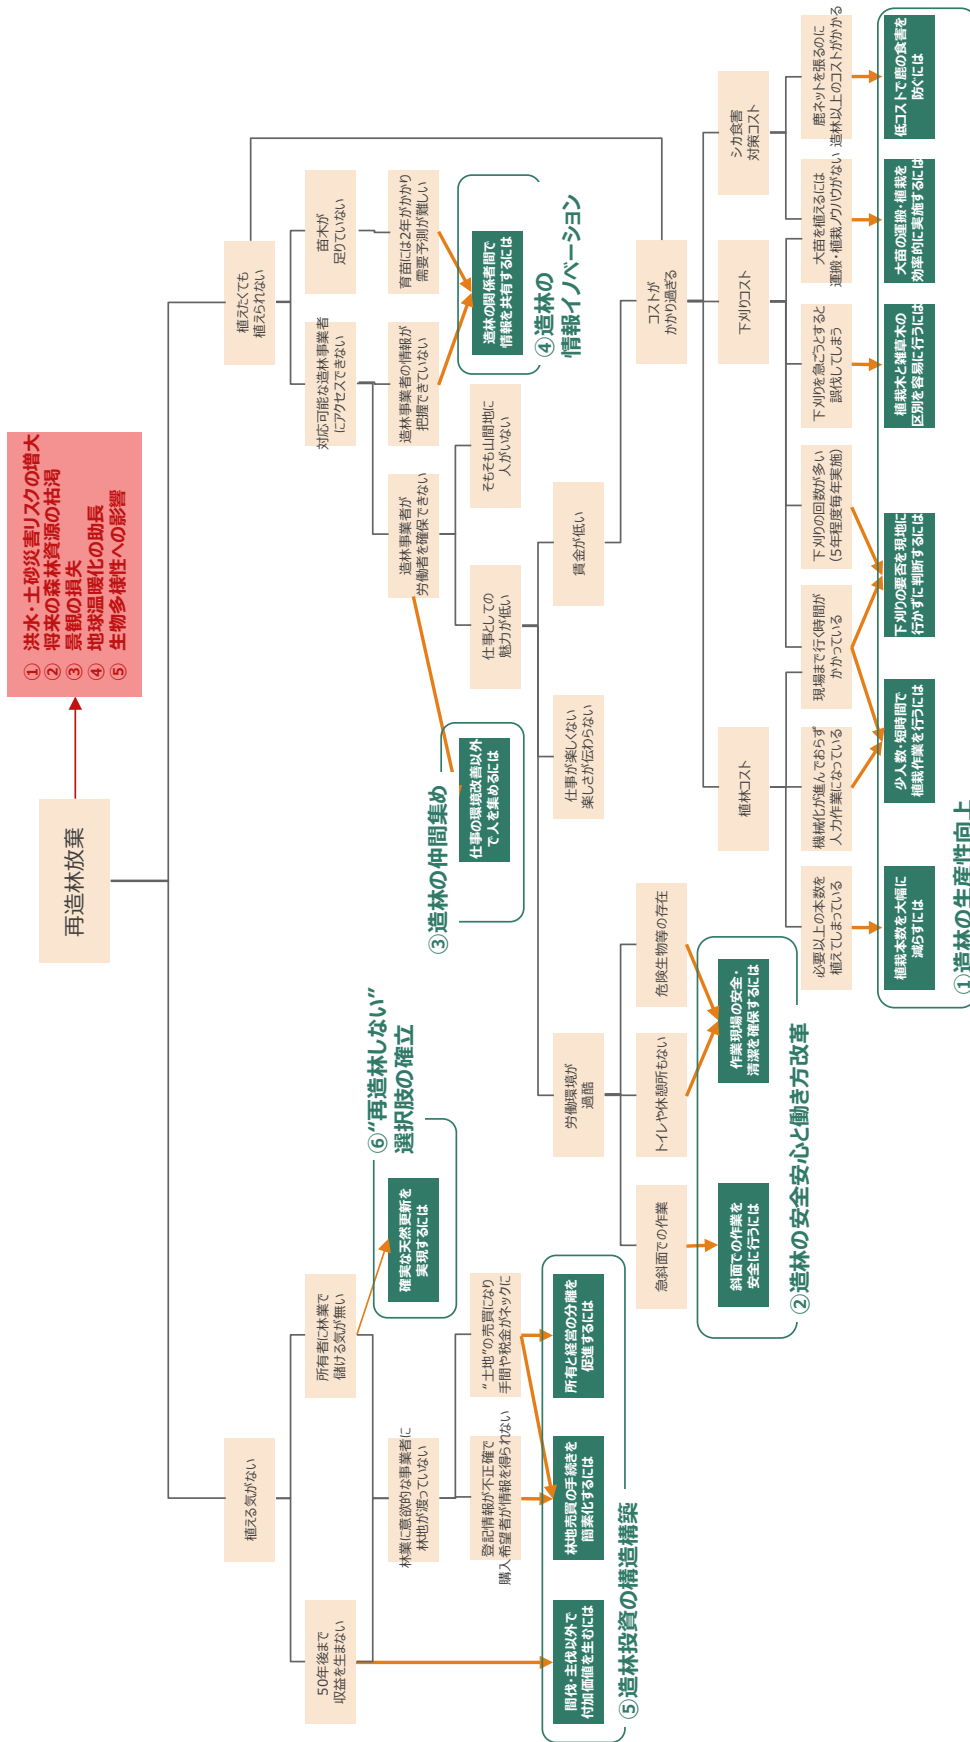 再造林放棄
① 洪水・土砂災害リスクの増大
② 将来の森林資源の枯渇
③ 景観の損失
④ 地球温暖化の助長
⑤ 生物多様性への影響
植える気がない
植えたくても
植えられない
50年後まで
収益を生まない
所有者に林業で
儲ける気が無い
対応可能な造林事業者
にアクセスできない
苗木が
足りていない
林業に意欲的な事業者に
林地が渡っていない
確実な天然更新を
実現するには
⑥“再造林しない”
選択肢の確立
造林事業者が
労働者を確保できない
造林事業者の情報が
把握できていない
育苗には2年がかかり
需要予測が難しい
登記情報が不正確で
購入希望者が情報を得られない
“土地”の売買になり
手間や税金がネックに
③造林の仲間集め
仕事の環境改善以外
で人を集めるには
仕事としての
魅力が低い
そもそも山間地に
人がいない
造林の関係者間で
情報を共有するには
④造林の
情報イノベーション
間伐・主伐以外で
付加価値を生むには
林地売買の手続きを
簡素化するには
所有と経営の分離を
促進するには
⑤造林投資の構造構築
労働環境が
過酷
仕事が楽しくない
楽しさが伝わらない
賃金が低い
急斜面での作業
トイレや休憩所もない
危険生物等の存在
コストが
かかり過ぎる
斜面での作業を
安全に行うには
作業現場の安全・
清潔を確保するには
②造林の安全安心と働き方改革
植林コスト
下刈りコスト
シカ食害
対策コスト
必要以上の本数を
植えてしまっている
機械化が進んでおらず
人力作業になっている
現場まで行く時間が
かかっている
下刈りの回数が多い
(5年程度毎年実施)
下刈りを急ごうとすると
誤伐してしまう
大苗を植えるには
運搬・植栽ノウハウがない
鹿ネットを張るのに
造林以上のコストがかかる
植栽本数を大幅に
減らすには
少人数・短時間で
植栽作業を行うには
下刈りの要否を現地に
行かずに判断するには
植栽木と雑草木の
区別を容易に行うには
大苗の運搬・植栽を
効率的に実施するには
低コストで鹿の食害を
防ぐには
①造林の生産性向上